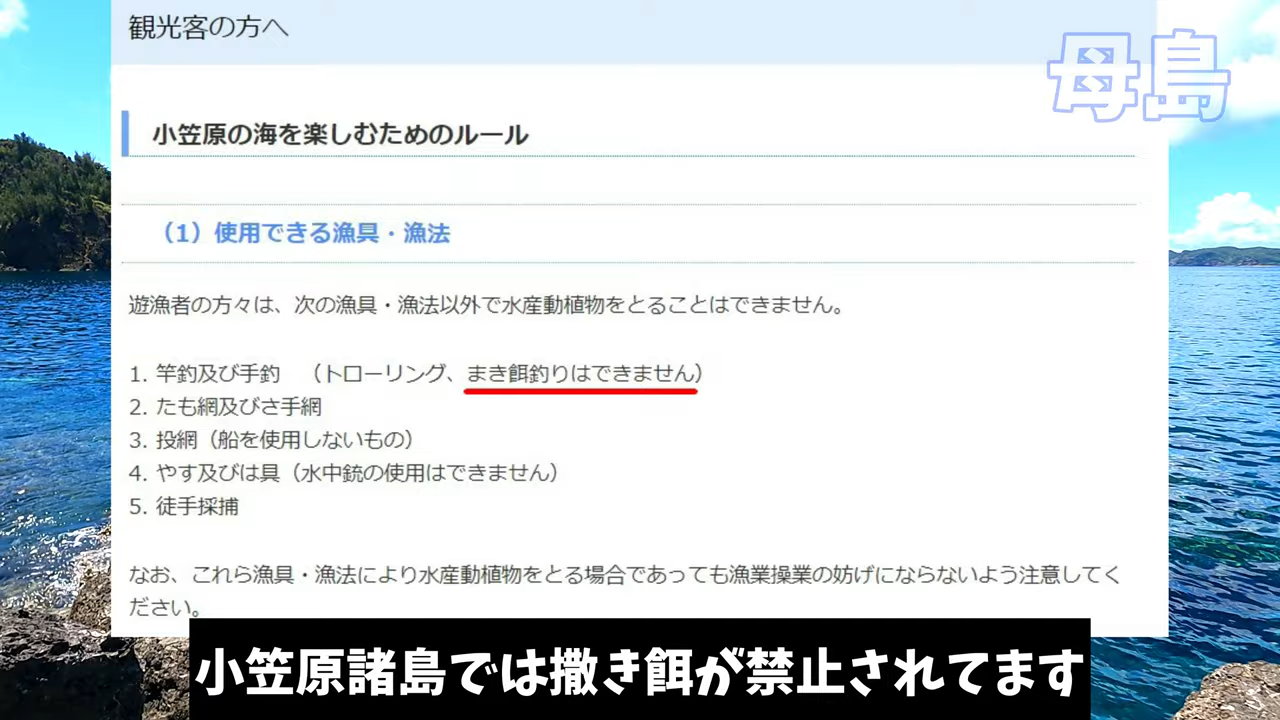 観光客の方へ
母島
小笠原の海を楽しむためのルール
（1）使用できる漁具・漁法
遊漁者の方々は、次の漁具・漁法以外で水産動植物をとることはできません。
1. 竿釣及び手釣　（トローリング、まき餌釣りはできません）
2. たも網及びさ手網
3. 投網（船を使用しないもの）
4. やす及びは具（水中銃の使用はできません）
5. 徒手採捕
なお、これら漁具・漁法により水産動植物をとる場合であっても漁業操業の妨げにならないよう注意してく
ださい。
小笠原諸島では撒き餌が禁止されてます